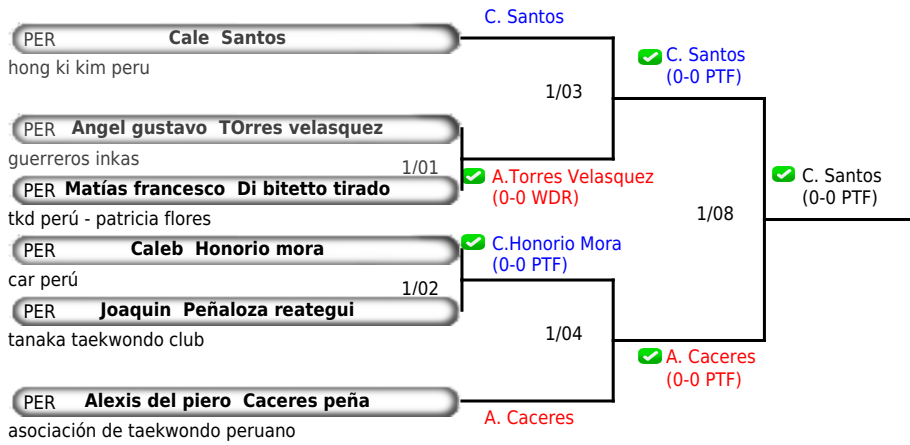 C. Santos
PER Cale Santos
hong ki kim peru
C. Santos
(0-0 PTF)
1/03
PER Angel gustavo TOrres velasquez
guerreros inkas
1/01
A.Torres Velasquez
(0-0 WDR)
C. Santos
(0-0 PTF)
PER Matías francesco Di bitetto tirado
tkd perú - patricia flores
1/08
PER Caleb Honorio mora
C.Honorio Mora
(0-0 PTF)
car perú
1/02
PER Joaquin Peñaloza reategui
tanaka taekwondo club
1/04
A. Caceres
(0-0 PTF)
PER Alexis del piero Caceres peña
A. Caceres
asociación de taekwondo peruano